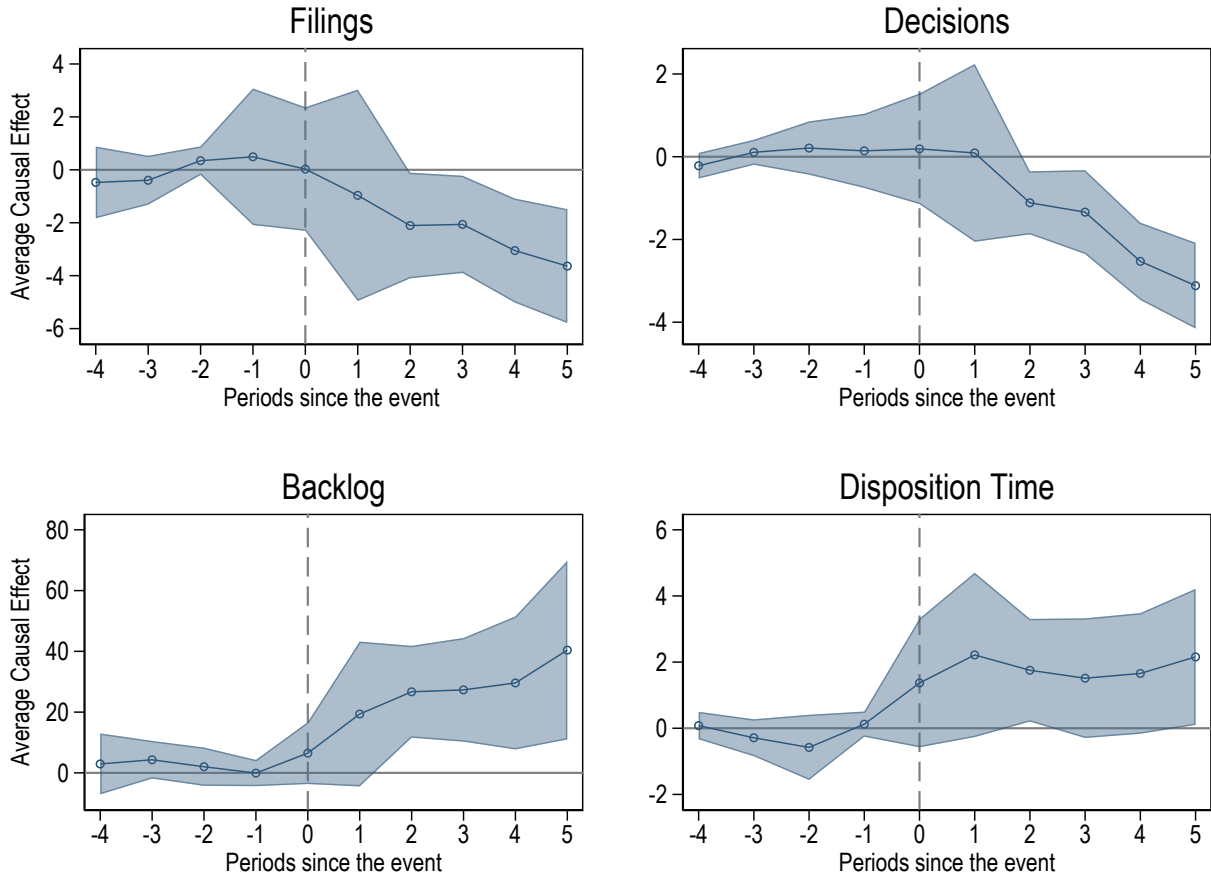 Filings
Average Causal Effect
4
2
0
-2
-4
-6
-4 -3 -2 -1 0 1 2 3 4 5
Periods since the event
Decisions
2
0
-2
-4
-4 -3 -2 -1 0 1 2 3 4 5
Periods since the event
Backlog
Average Causal Effect
80
60
40
20
0
-4 -3 -2 -1 0 1 2 3 4 5
Periods since the event
Disposition Time
6
4
2
0
-2
-4 -3 -2 -1 0 1 2 3 4 5
Periods since the event